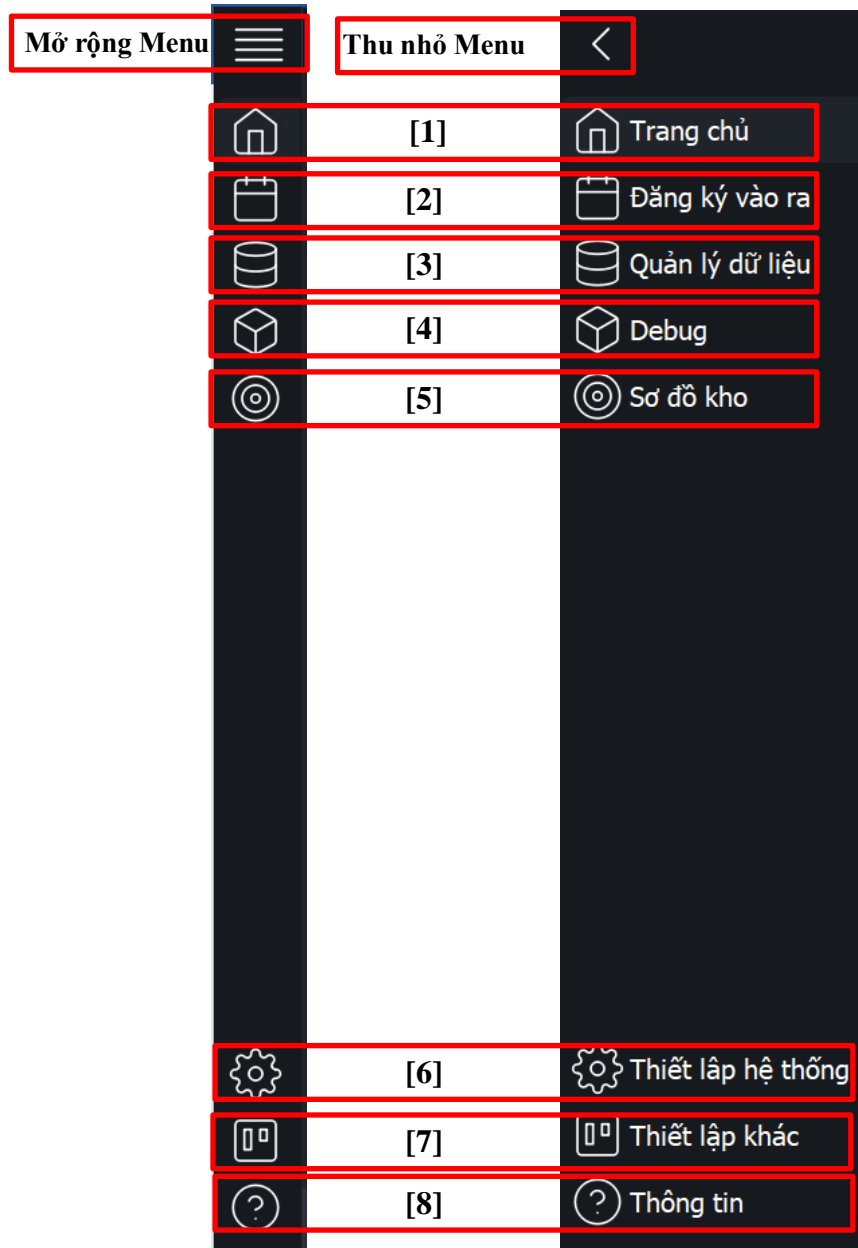 Mở rộng Menu Thu nhỏ Menu
[1] Trang chủ
[2] Đăng ký vào ra
[3] Quản lý dữ liệu
[4] Debug
[5] Sơ đồ kho
[6] Thiết lâp hệ thống
[7] Thiết lập khác
[8] Thông tin